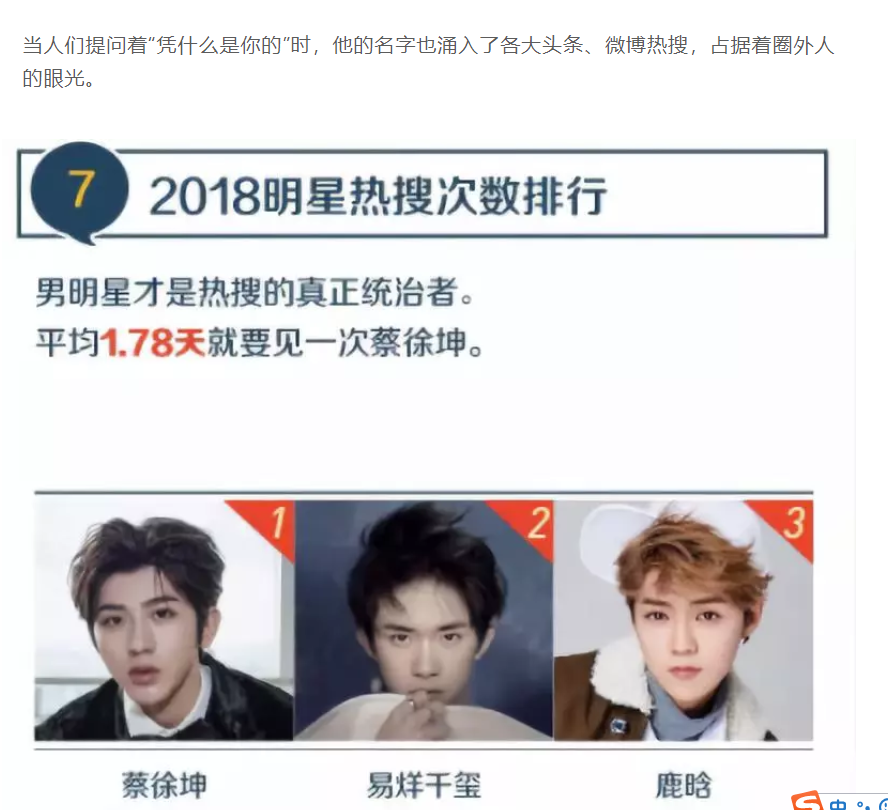 当人们提问着“凭什么是你的”时，他的名字也涌入了各大头条、微博热搜，占据着圈外人
的眼光。
7
2018明星热搜次数排行
男明星才是热搜的真正统治者。
平均1.78天就要见一次蔡徐坤。
1
2
3
蔡徐坤
易烊千玺
鹿晗
S 中